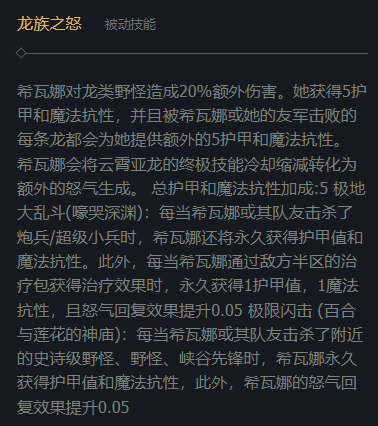 龙族之怒 被动技能
希瓦娜对龙类野怪造成20%额外伤害。她获得5护
甲和魔法抗性，并且被希瓦娜或她的友军击败的
每条龙都会为她提供额外的5护甲和魔法抗性。
希瓦娜会将云霄亚龙的终极技能冷却缩减转化为
额外的怒气生成。 总护甲和魔法抗性加成:5 极地
大乱斗(嚎哭深渊)：每当希瓦娜或其队友击杀了
炮兵/超级小兵时，希瓦娜还将永久获得护甲值和
魔法抗性。此外，每当希瓦娜通过敌方半区的治
疗包获得治疗效果时，永久获得1护甲值，1魔法
抗性，且怒气回复效果提升0.05 极限闪击 (百合
与莲花的神庙)：每当希瓦娜或其队友击杀了附近
的史诗级野怪、野怪、峡谷先锋时，希瓦娜永久
获得护甲值和魔法抗性，此外，希瓦娜的怒气回
复效果提升0.05